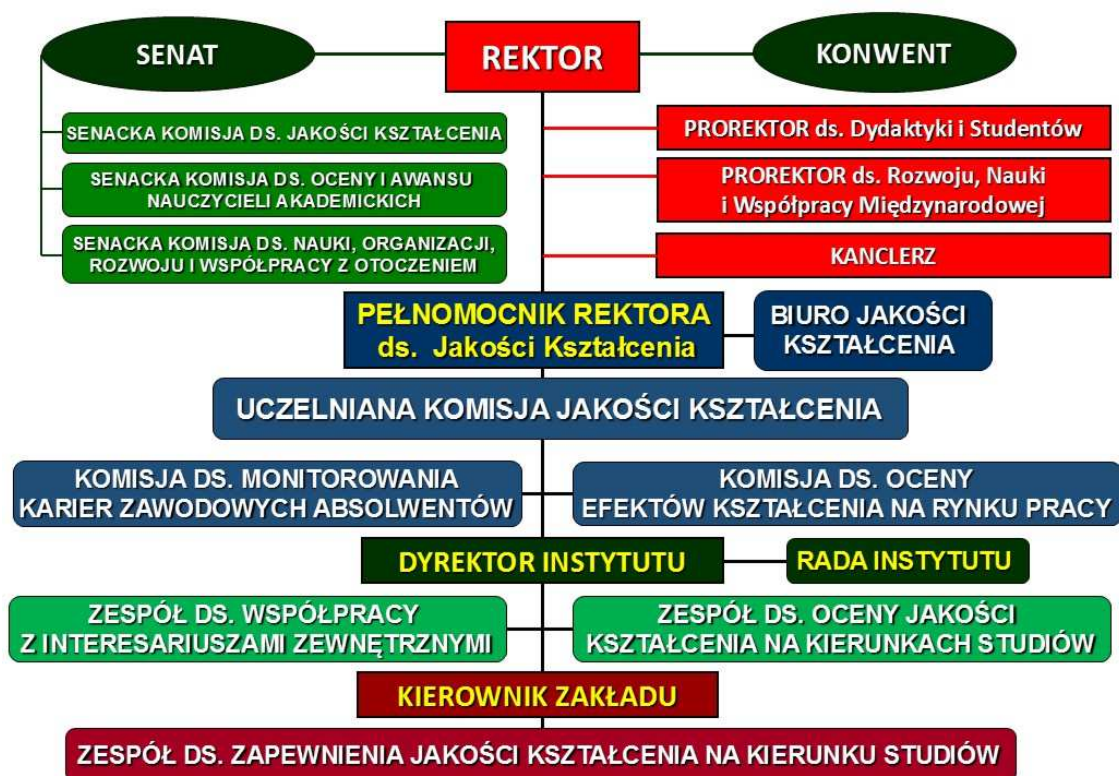 SENAT
REKTOR
KONWENT
SENACKA KOMISJA DS. JAKOŚCI KSZTAŁCENIA
SENACKA KOMISJA DS. OCENY I AWANSU
NAUCZYCIELI AKADEMICKICH
SENACKA KOMISJA DS. NAUKI, ORGANIZACJI,
ROZWOJU I WSPÓŁPRACY Z OTOCZENIEM
PROREKTOR ds. Dydaktyki i Studentów
PROREKTOR ds. Rozwoju, Nauki
i Współpracy Międzynarodowej
KANCLERZ
PEŁNOMOCNIK REKTORA
ds. Jakości Kształcenia
BIURO JAKOŚCI
KSZTAŁCENIA
UCZELNIANA KOMISJA JAKOŚCI KSZTAŁCENIA
KOMISJA DS. MONITOROWANIA
KARIER ZAWODOWYCH ABSOLWENTÓW
KOMISJA DS. OCENY
EFEKTÓW KSZTAŁCENIA NA RYNKU PRACY
DYREKTOR INSTYTUTU
RADA INSTYTUTU
ZESPÓŁ DS. WSPÓŁPRACY
Z INTERESARIUSZAMI ZEWNĘTRZNYMI
ZESPÓŁ DS. OCENY JAKOŚCI
KSZTAŁCENIA NA KIERUNKACH STUDIÓW
KIEROWNIK ZAKŁADU
ZESPÓŁ DS. ZAPEWNIENIA JAKOŚCI KSZTAŁCENIA NA KIERUNKU STUDIÓW